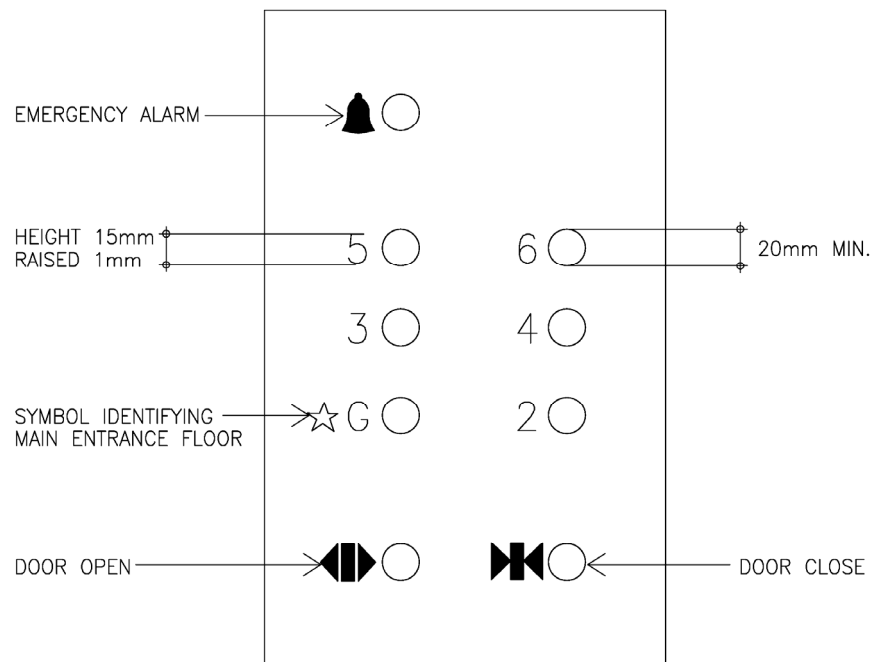 EMERGENCY ALARM
HEIGHT 15mm
RAISED 1mm
5
6
20mm MIN.
3
4
SYMBOL IDENTIFYING
MAIN ENTRANCE FLOOR
G
2
DOOR OPEN
DOOR CLOSE